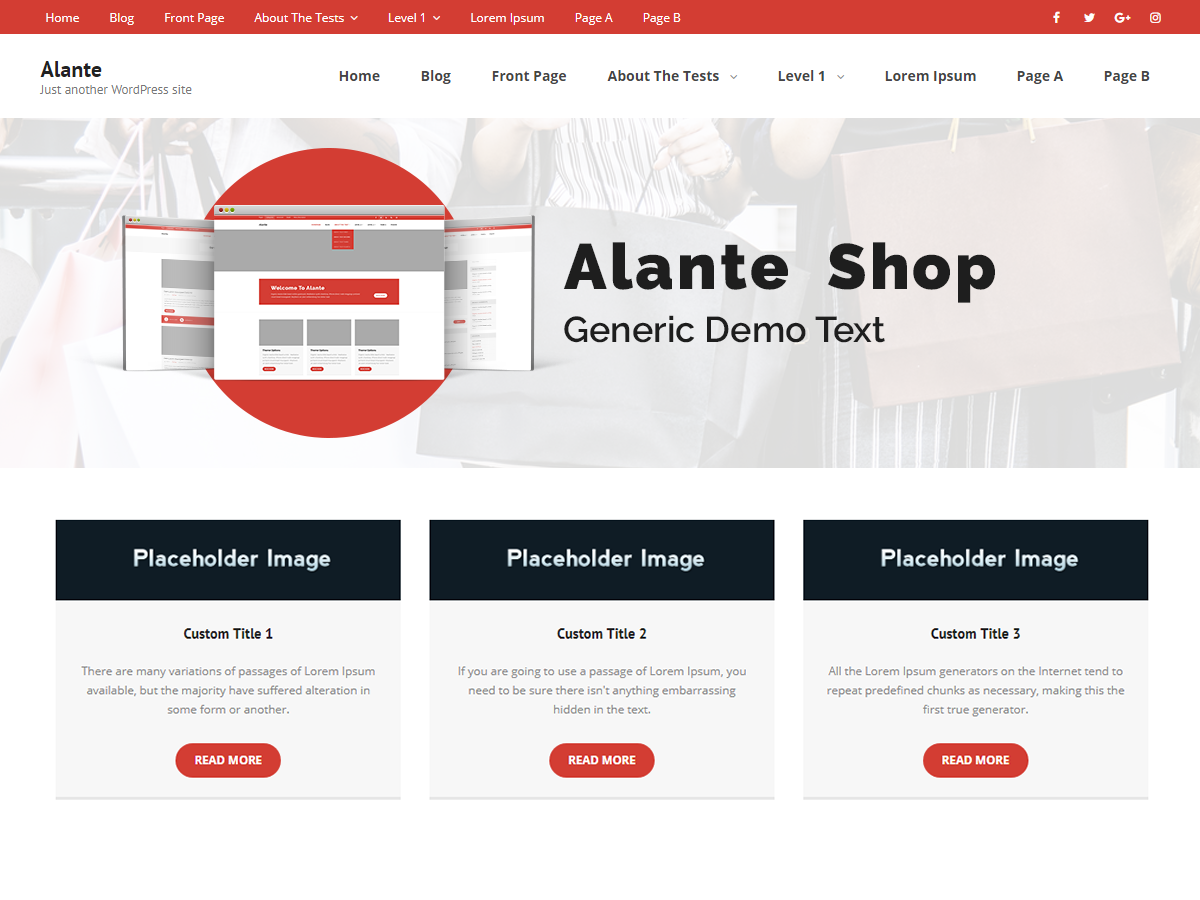 Home Blog Front Page About The Tests Level 1 Lorem Ipsum Page A Page B
Alante
Just another WordPress site
Home Blog Front Page About The Tests Level 1 Lorem Ipsum Page A Page B
Welcome To Alante
Alante Shop
Generic Demo Text
Placeholder Image
Custom Title 1
There are many variations of passages of Lorem Ipsum
available, but the majority have suffered alteration in
some form or another.
READ MORE
Placeholder Image
Custom Title 2
If you are going to use a passage of Lorem Ipsum, you
need to be sure there isn't anything embarrassing
hidden in the text.
READ MORE
Placeholder Image
Custom Title 3
All the Lorem Ipsum generators on the Internet tend to
repeat predefined chunks as necessary, making this the
first true generator.
READ MORE